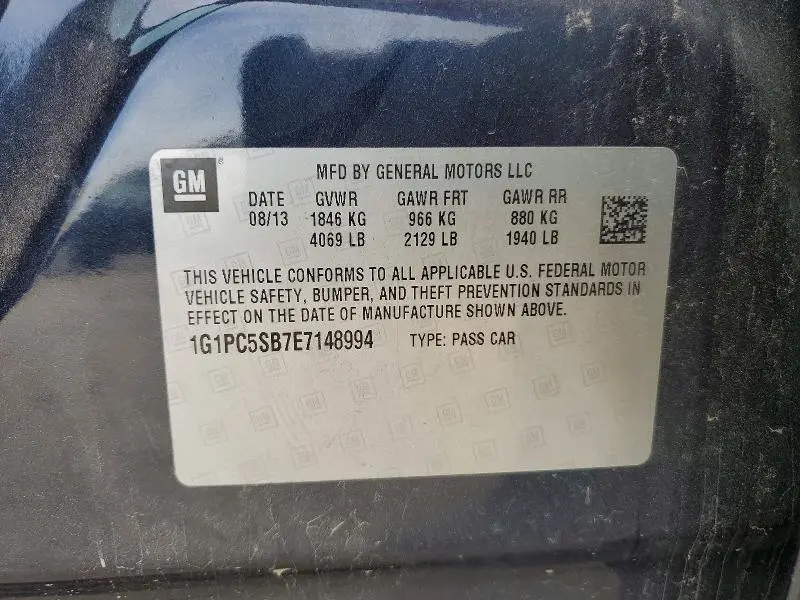 GM ® MFD BY GENERAL MOTORS LLC
DATE GVWR GAWR FRT GAWR RR
08/13 1846 KG 966 KG 880 KG
4069 LB 2129 LB 1940 LB
THIS VEHICLE CONFORMS TO ALL APPLICABLE U.S. FEDERAL MOTOR
VEHICLE SAFETY, BUMPER, AND THEFT PREVENTION STANDARDS IN
EFFECT ON THE DATE OF MANUFACTURE SHOWN ABOVE.
1G1PC5SB7E7148994 TYPE: PASS CAR